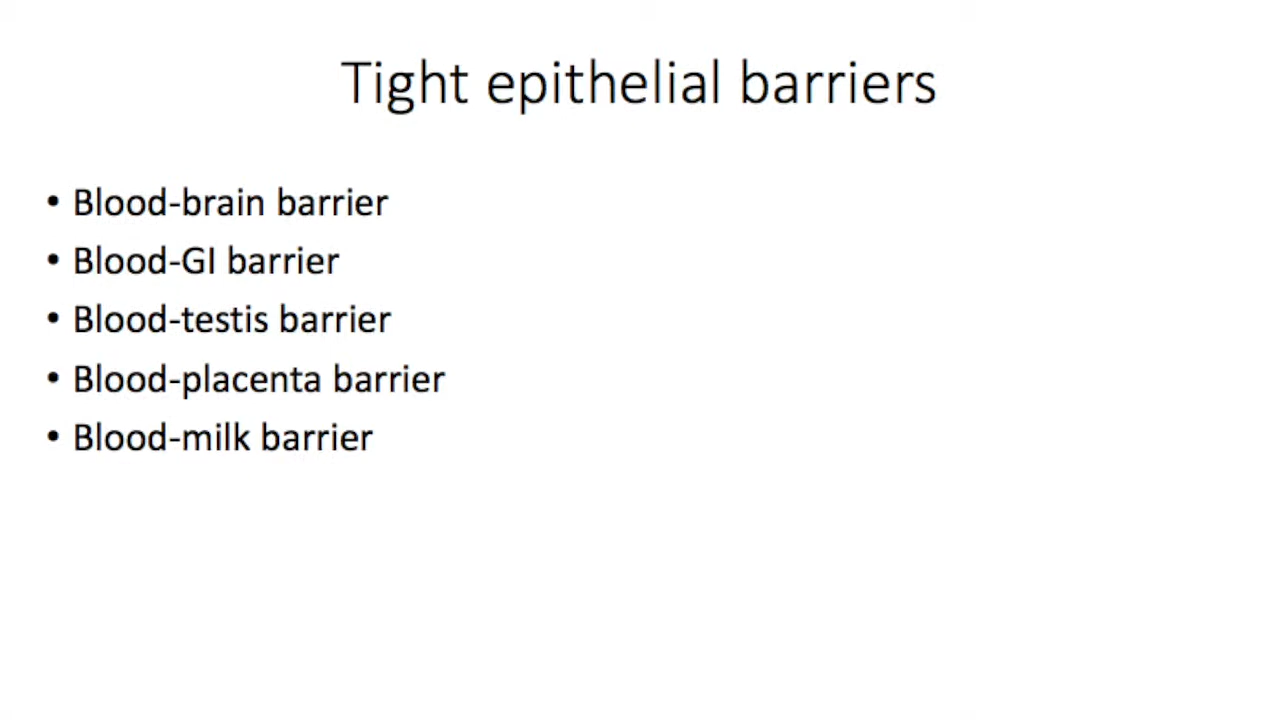 Tight epithelial barriers
• Blood-brain barrier
• Blood-GI barrier
• Blood-testis barrier
• Blood-placenta barrier
• Blood-milk barrier